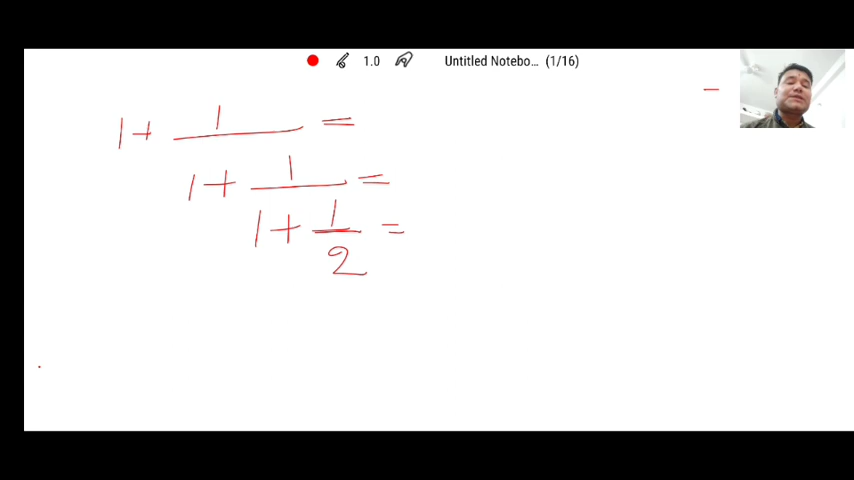 1.0 Untitled Notebo... (1/16)
1 + 1 =
1 + 1 =
1 + 1 =
2